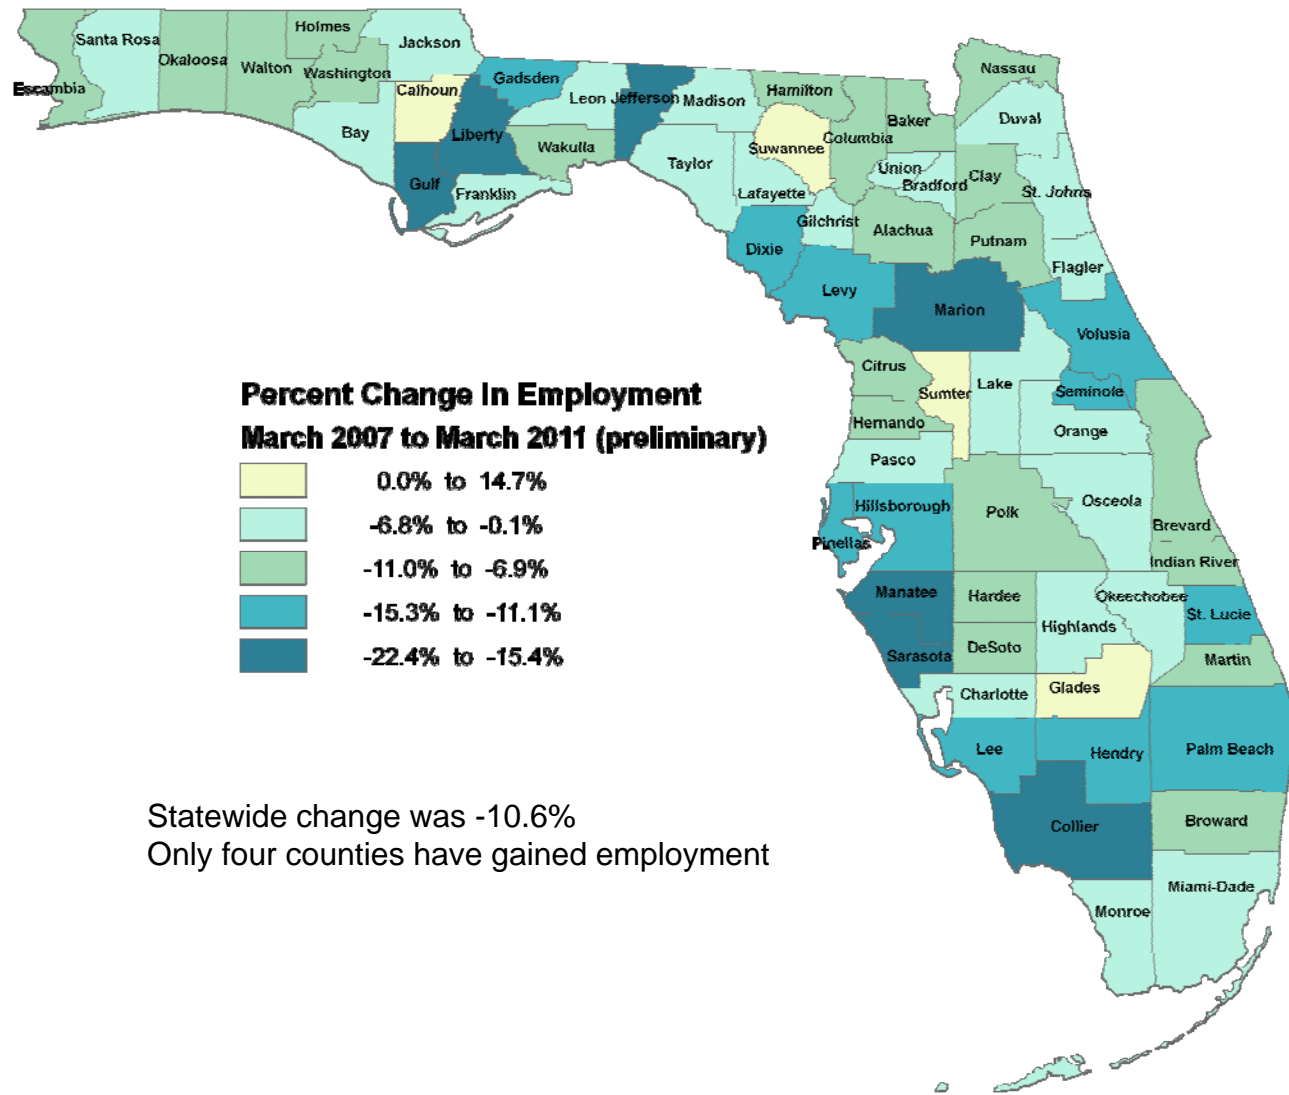 Holmes
Santa Rosa
Jackson
Okaloosa
Walton
Washington
Escambia
Calhoun
Gadsden
Leon
Jefferson
Madison
Hamilton
Nassau
Bay
Liberty
Wakulla
Suwannee
Columbia
Baker
Duval
Gulf
Franklin
Taylor
Lafayette
Union
Bradford
Clay
St. Johns
Gilchrist
Alachua
Putnam
Dixie
Flagler
Levy
Marion
Volusia
Citrus
Sumter
Lake
Seminole
Hernando
Orange
Pasco
Hillsborough
Polk
Osceola
Brevard
Pinellas
Indian River
Manatee
Hardee
Okeechobee
St. Lucie
Highlands
Sarasota
DeSoto
Martin
Charlotte
Glades
Lee
Hendry
Palm Beach
Collier
Broward
Miami-Dade
Monroe
Percent Change In Employment
March 2007 to March 2011 (preliminary)
0.0% to 14.7%
-6.8% to -0.1%
-11.0% to -6.9%
-15.3% to -11.1%
-22.4% to -15.4%
Statewide change was -10.6%
Only four counties have gained employment